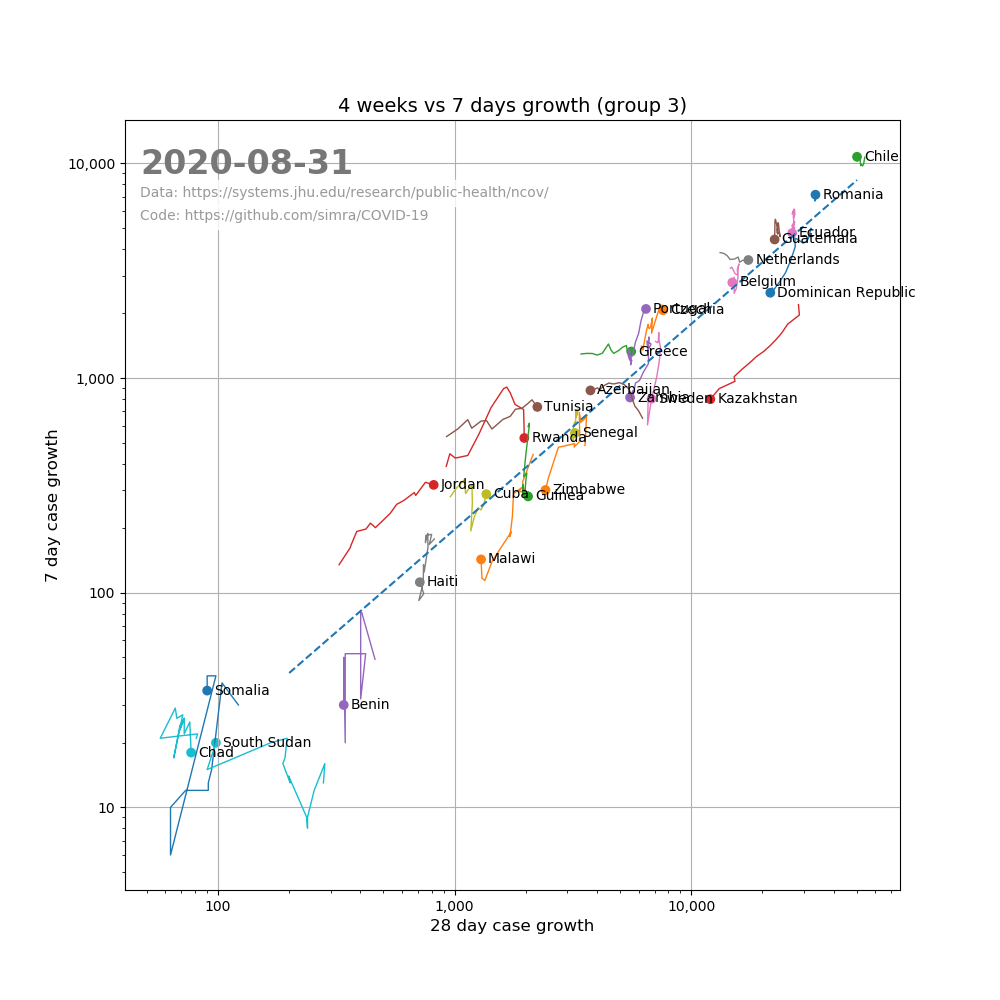 4 weeks vs 7 days growth (group 3)
2020-08-31
Data: https://systems.jhu.edu/research/public-health/ncov/
Code: https://github.com/simra/COVID-19
10,000
1,000
100
10
7 day case growth
Chile
Romania
Ecuador
Guatemala
Netherlands
Belgium
Dominican Republic
Portugal
Czechia
Greece
Azerbaijan
Zambia
Sweden
Kazakhstan
Tunisia
Senegal
Rwanda
Jordan
Cuba
Guinea
Zimbabwe
Malawi
Haiti
Somalia
Benin
South Sudan
Chad
100
1,000
10,000
28 day case growth